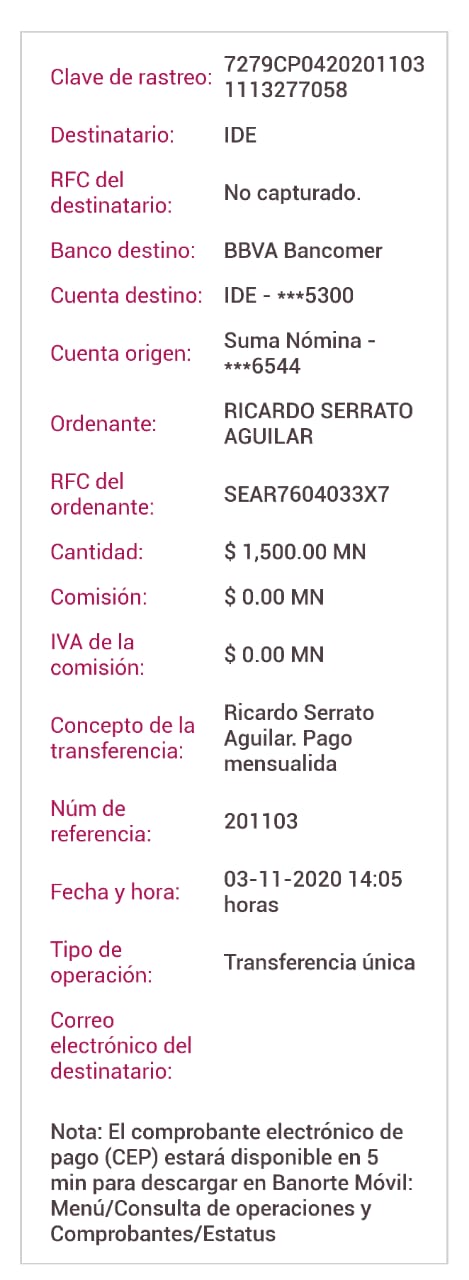 Clave de rastreo: 7279CP0420201103
1113277058
Destinatario: IDE
RFC del
destinatario: No capturado.
Banco destino: BBVA Bancomer
Cuenta destino: IDE - ***5300
Cuenta origen: Suma Nómina -
***6544
Ordenante: RICARDO SERRATO
AGUILAR
RFC del
ordenante: SEAR7604033X7
Cantidad: $ 1,500.00 MN
Comisión: $ 0.00 MN
IVA de la
comisión: $ 0.00 MN
Concepto de la
transferencia: Ricardo Serrato
Aguilar. Pago
mensualida
Núm de
referencia: 201103
Fecha y hora: 03-11-2020 14:05
horas
Tipo de
operación: Transferencia única
Correo
electrónico del
destinatario:
Nota: El comprobante electrónico de
pago (CEP) estará disponible en 5
min para descargar en Banorte Móvil:
Menú/Consulta de operaciones y
Comprobantes/Estatus